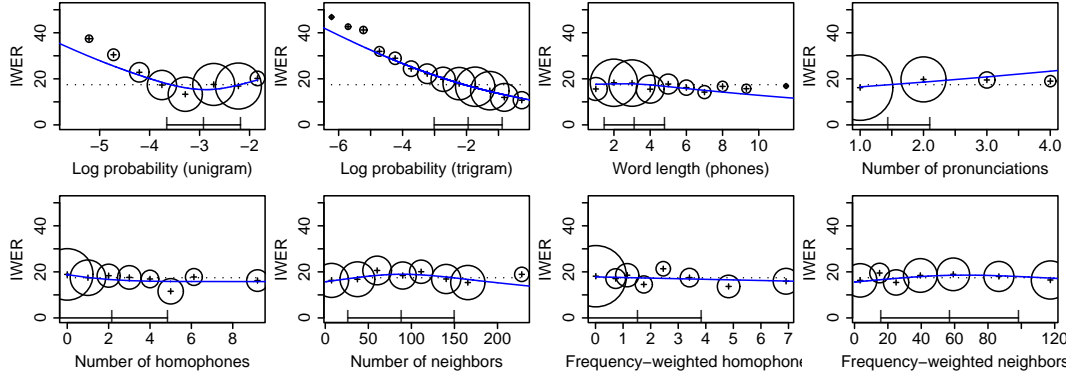 IWER
0 20 40
−5 −4 −3 −2
Log probability (unigram)
IWER
0 20 40
−6 −4 −2
Log probability (trigram)
IWER
0 20 40
2 4 6 8 10
Word length (phones)
IWER
0 20 40
1.0 2.0 3.0 4.0
Number of pronunciations
IWER
0 20 40
0 2 4 6 8
Number of homophones
IWER
0 20 40
0 50 100 150 200
Number of neighbors
IWER
0 20 40
0 1 2 3 4 5 6 7
Frequency−weighted homophone
IWER
0 20 40
0 20 40 60 80 120
Frequency−weighted neighbors